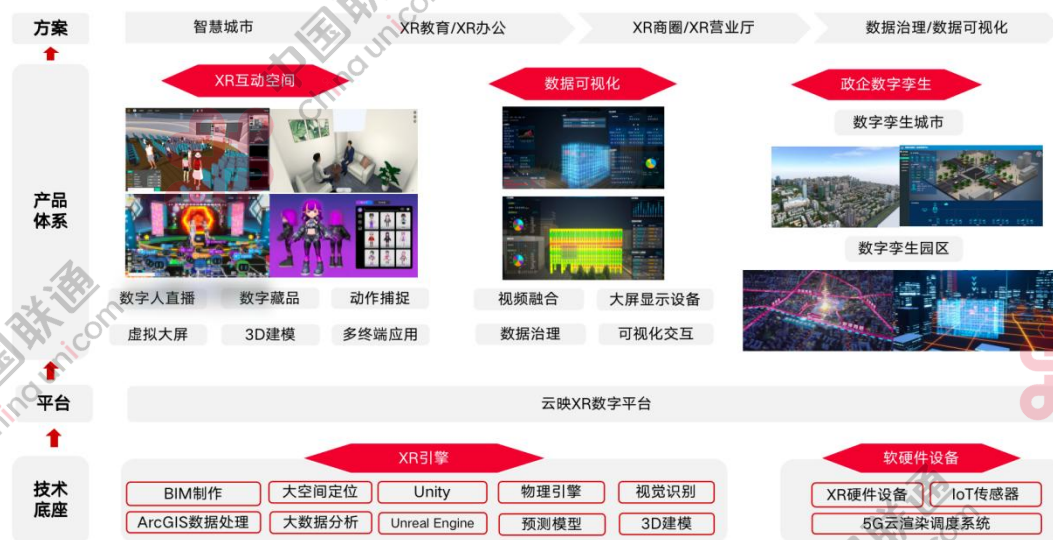 方案
智慧城市
XR教育/XR办公
XR商圈/XR营业厅
数据治理/数据可视化
产品
体系
XR互动空间
数字人直播
数字藏品
动作捕捉
虚拟大屏
3D建模
多终端应用
数据可视化
视频融合
大屏显示设备
数据治理
可视化交互
政企数字孪生
数字孪生城市
数字孪生园区
平台
云映XR数字平台
技术
底座
XR引擎
BIM制作
大空间定位
Unity
物理引擎
视觉识别
ArcGIS数据处理
大数据分析
Unreal Engine
预测模型
3D建模
软硬件设备
XR硬件设备
IoT传感器
5G云渲染调度系统